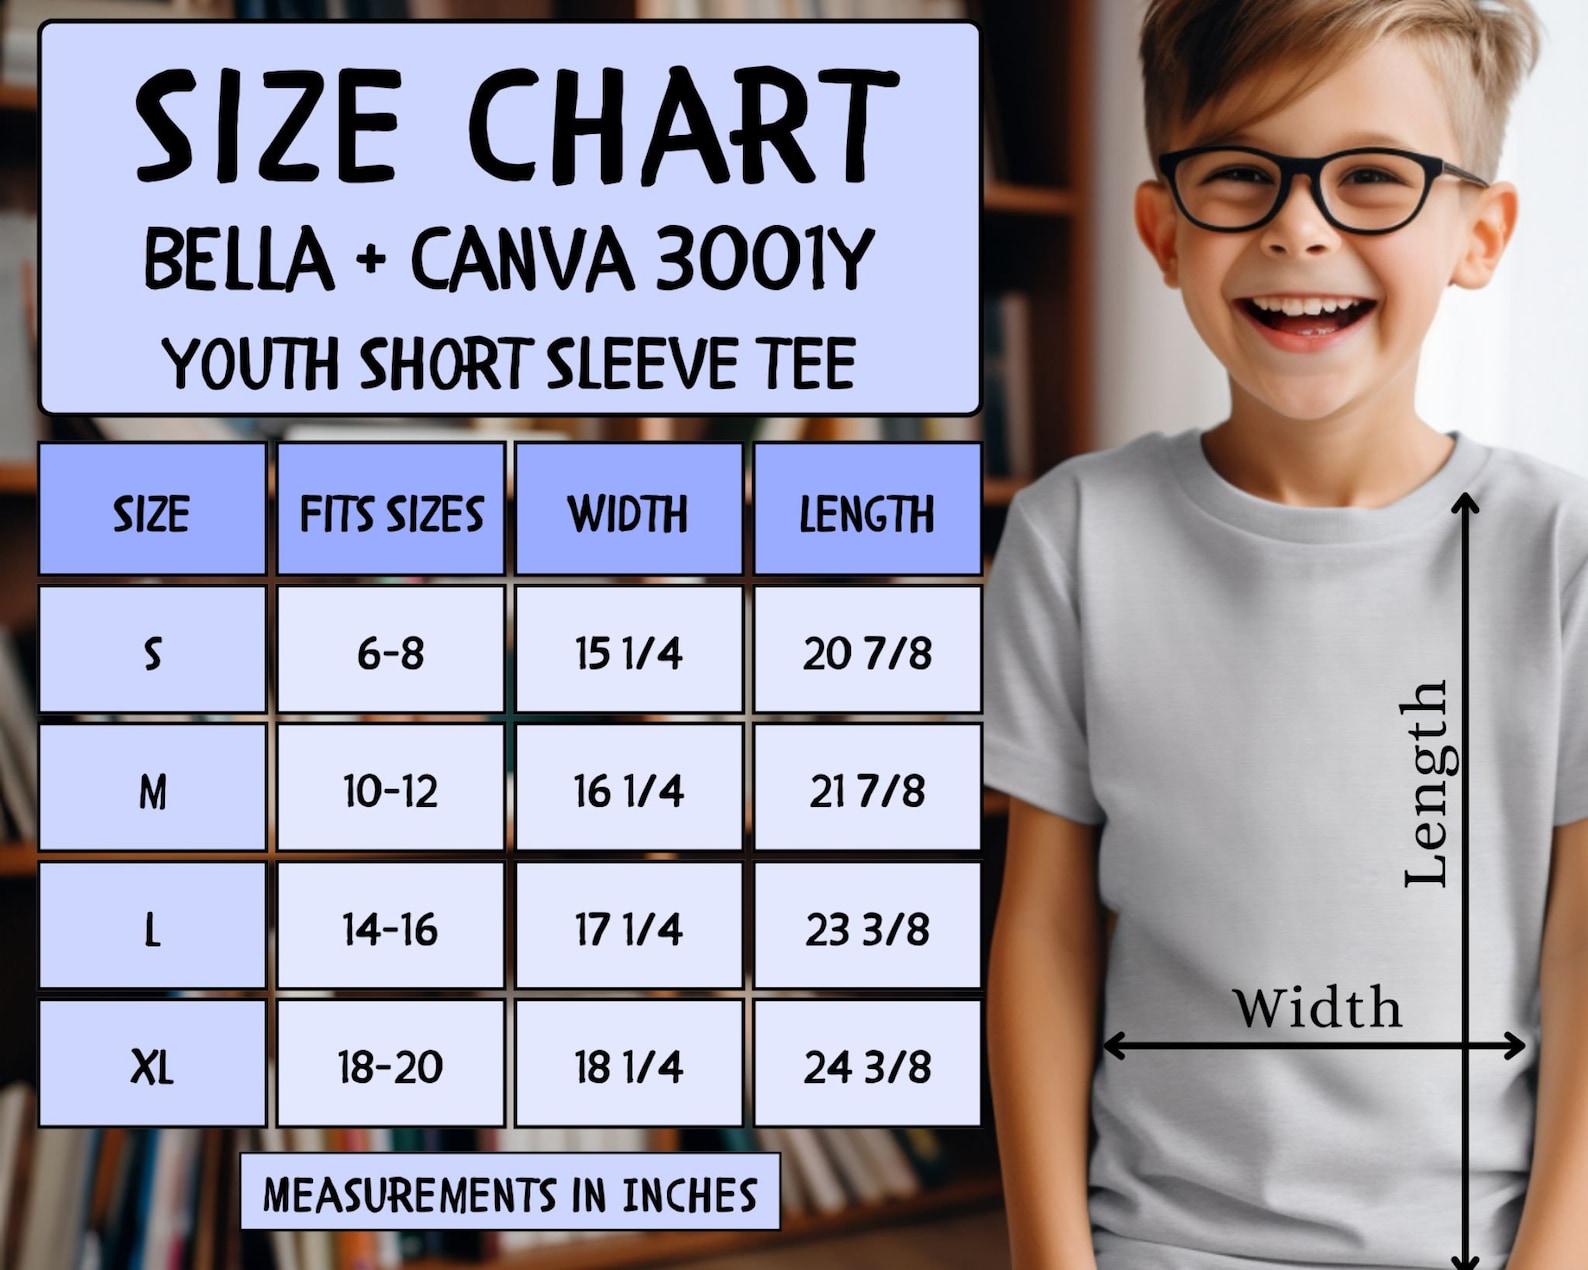 SIZE CHART
BELLA + CANVA 3001Y
YOUTH SHORT SLEEVE TEE
SIZE FITS SIZES WIDTH LENGTH
S 6-8 15 1/4 20 7/8
M 10-12 16 1/4 21 7/8
L 14-16 17 1/4 23 3/8
XL 18-20 18 1/4 24 3/8
MEASUREMENTS IN INCHES
Length
Width